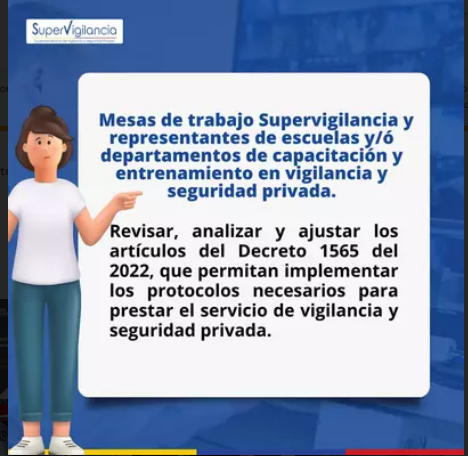 SuperVigilancia
Mesas de trabajo Supervigilancia y
representantes de escuelas y/ó
departamentos de capacitación y
entrenamiento en vigilancia y
seguridad privada.
Revisar, analizar y ajustar los
artículos del Decreto 1565 del
2022, que permitan implementar
los protocolos necesarios para
prestar el servicio de vigilancia y
seguridad privada.